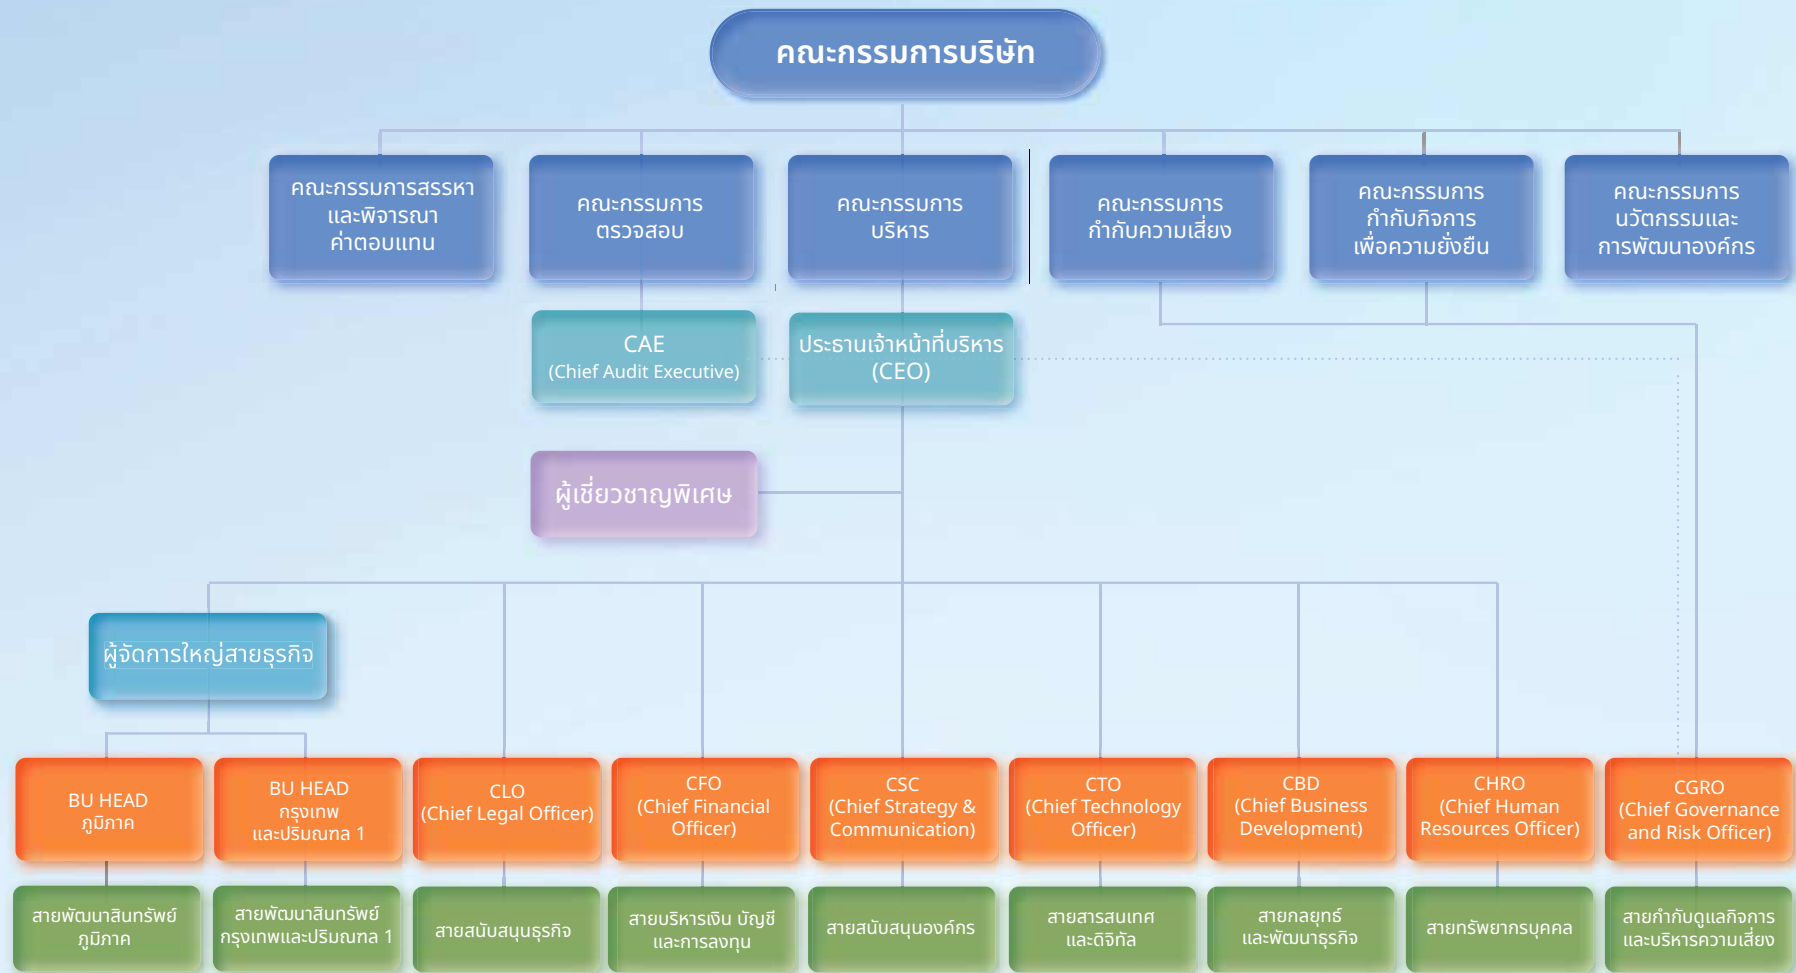 คณะกรรมการบริษัท
คณะกรรมการสรรหา
และพิจารณา
ค่าตอบแทน
คณะกรรมการ
ตรวจสอบ
คณะกรรมการ
บริหาร
คณะกรรมการ
กำกับความเสี่ยง
คณะกรรมการ
กำกับกิจการ
เพื่อความยั่งยืน
คณะกรรมการ
นวัตกรรมและ
การพัฒนาองค์กร
CAE
(Chief Audit Executive)
ประธานเจ้าหน้าที่บริหาร
(CEO)
ผู้เชี่ยวชาญพิเศษ
ผู้จัดการใหญ่สายธุรกิจ
BU HEAD
ภูมิภาค
BU HEAD
กรุงเทพ
และปริมณฑล 1
CLO
(Chief Legal Officer)
CFO
(Chief Financial
Officer)
CSC
(Chief Strategy &
Communication)
CTO
(Chief Technology
Officer)
CBD
(Chief Business
Development)
CHRO
(Chief Human
Resources Officer)
CGRO
(Chief Governance
and Risk Officer)
สายพัฒนาสินทรัพย์
ภูมิภาค
สายพัฒนาสินทรัพย์
กรุงเทพและปริมณฑล 1
สายสนับสนุนธุรกิจ
สายบริหารเงิน บัญชี
และการลงทุน
สายสนับสนุนองค์กร
สายสารสนเทศ
และดิจิทัล
สายกลยุทธ์
และพัฒนาธุรกิจ
สายทรัพยากรบุคคล
สายกำกับดูแลกิจการ
และบริหารความเสี่ยง